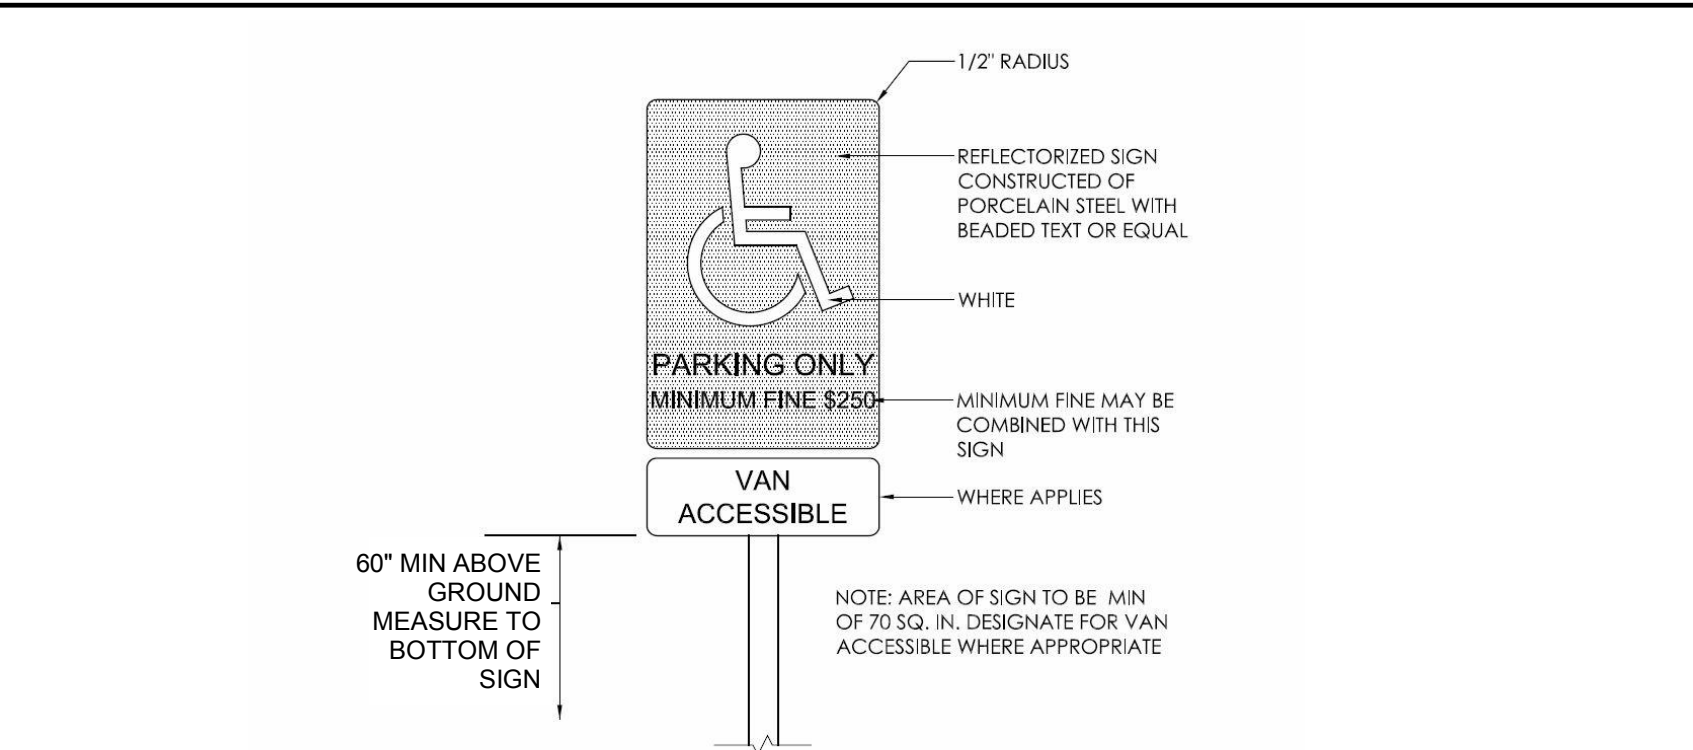 1/2" RADIUS
REFLECTORIZED SIGN
CONSTRUCTED OF
PORCELAIN STEEL WITH
BEADED TEXT OR EQUAL
WHITE
PARKING ONLY
MINIMUM FINE $250
MINIMUM FINE MAY BE
COMBINED WITH THIS
SIGN
VAN
ACCESSIBLE
WHERE APPLIES
60" MIN ABOVE
GROUND
MEASURE TO
BOTTOM OF
SIGN
NOTE: AREA OF SIGN TO BE MIN
OF 70 SQ. IN. DESIGNATE FOR VAN
ACCESSIBLE WHERE APPROPRIATE